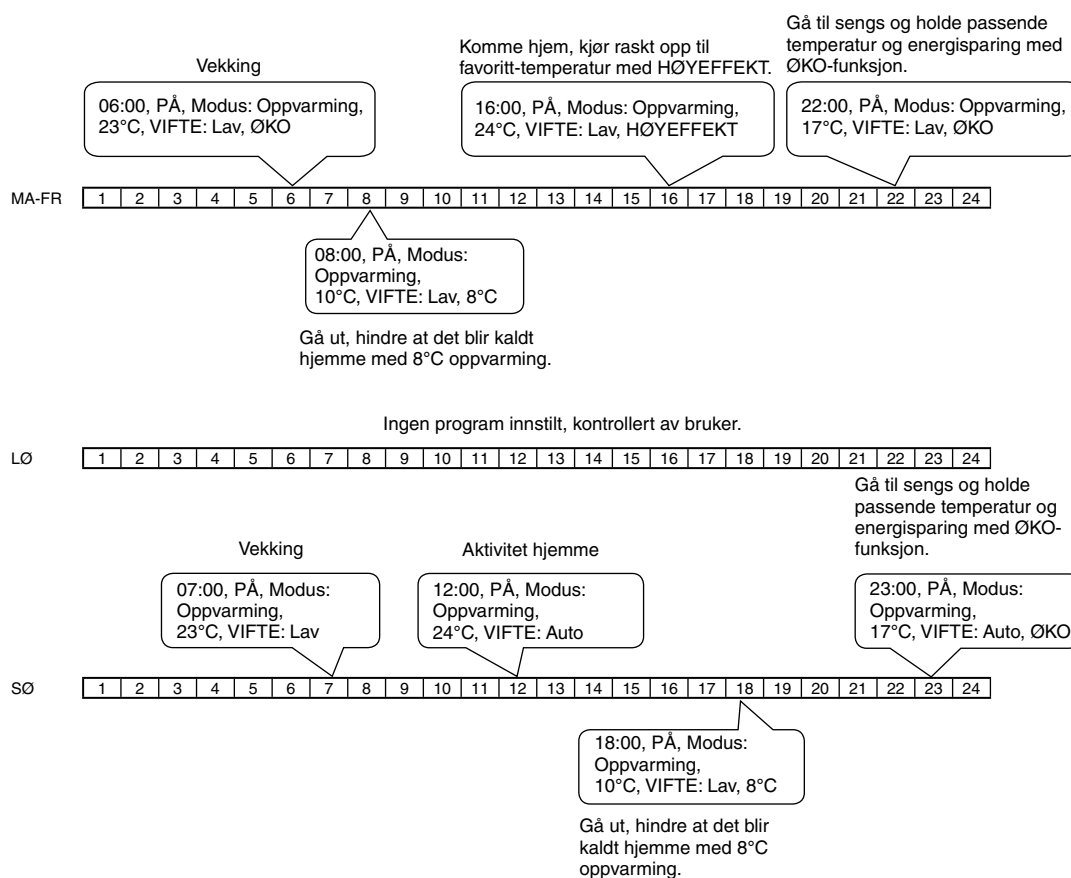 Vekking
06:00, PÅ, Modus: Oppvarming,
23°C, VIFTE: Lav, ØKO
Komme hjem, kjør raskt opp til
favoritt-temperatur med HØYEFFEKT.
16:00, PÅ, Modus: Oppvarming,
24°C, VIFTE: Lav, HØYEFFEKT
Gå til sengs og holde passende
temperatur og energisparing med
ØKO-funksjon.
22:00, PÅ, Modus: Oppvarming,
17°C, VIFTE: Lav, ØKO
MA-FR 1 2 3 4 5 6 7 8 9 10 11 12 13 14 15 16 17 18 19 20 21 22 23 24
08:00, PÅ, Modus:
Oppvarming,
10°C, VIFTE: Lav, 8°C
Gå ut, hindre at det blir kaldt
hjemme med 8°C oppvarming.
Ingen program innstilt, kontrollert av bruker.
LØ 1 2 3 4 5 6 7 8 9 10 11 12 13 14 15 16 17 18 19 20 21 22 23 24
Vekking
07:00, PÅ, Modus:
Oppvarming,
23°C, VIFTE: Lav
Aktivitet hjemme
12:00, PÅ, Modus:
Oppvarming,
24°C, VIFTE: Auto
Gå til sengs og holde
passende temperatur og
energisparing med ØKO-
funksjon.
23:00, PÅ, Modus:
Oppvarming,
17°C, VIFTE: Auto, ØKO
SØ 1 2 3 4 5 6 7 8 9 10 11 12 13 14 15 16 17 18 19 20 21 22 23 24
18:00, PÅ, Modus:
Oppvarming,
10°C, VIFTE: Lav, 8°C
Gå ut, hindre at det blir
kaldt hjemme med 8°C
oppvarming.